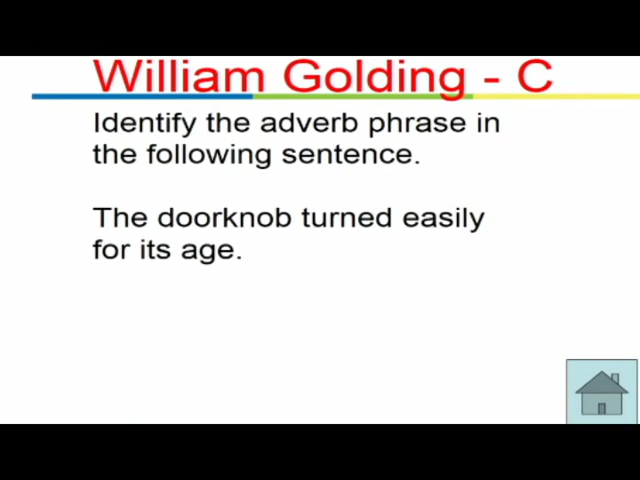 William Golding - C
Identify the adverb phrase in
the following sentence.
The doorknob turned easily
for its age.